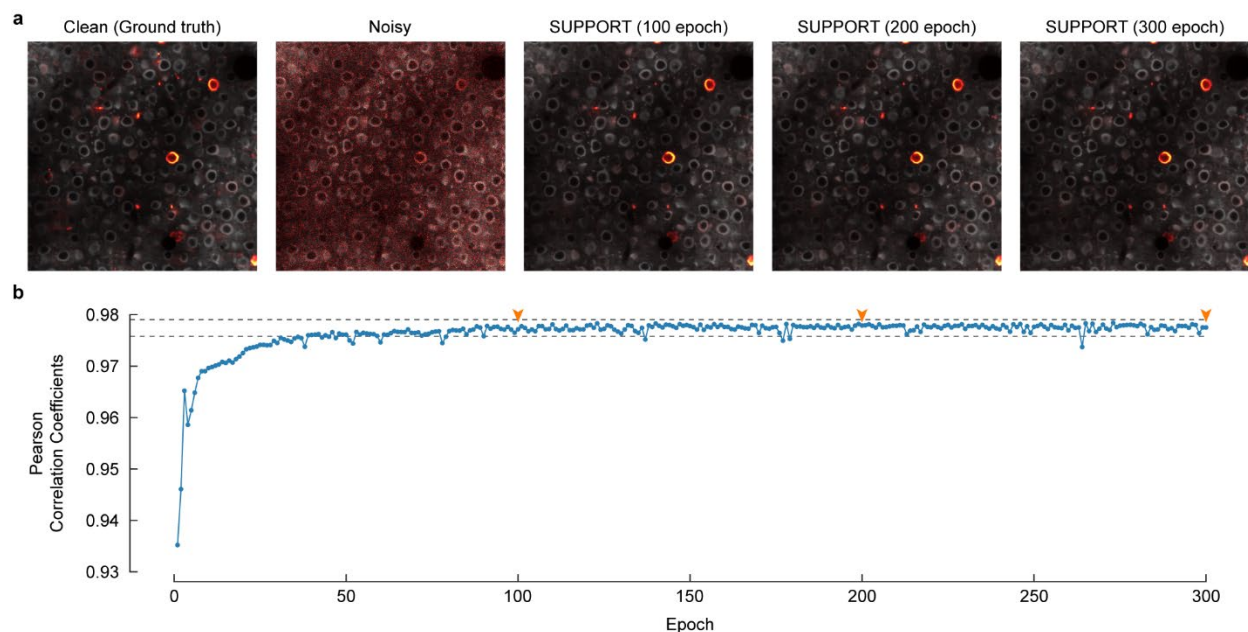 a
Clean (Ground truth)
Noisy
SUPPORT (100 epoch)
SUPPORT (200 epoch)
SUPPORT (300 epoch)
b
0.98
0.97
0.96
0.95
0.94
0.93
Pearson
Correlation Coefficients
0
50
100
150
200
250
300
Epoch